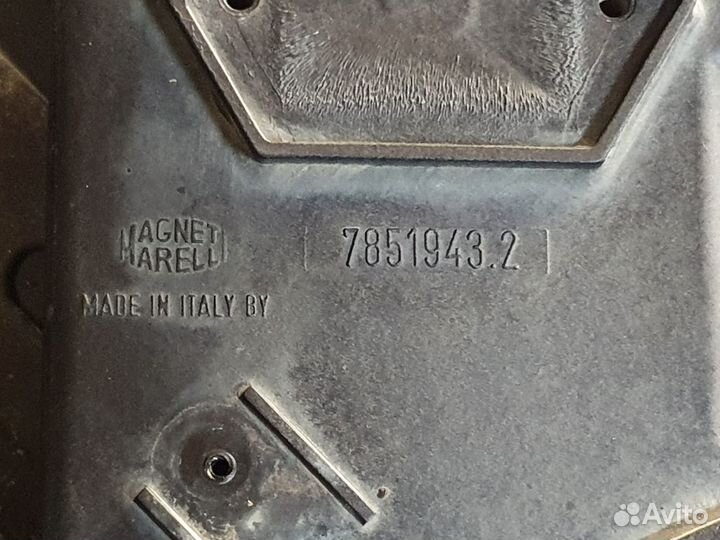 MAGNETI
MARELLI
7851943.2
MADE IN ITALY BY
Avito